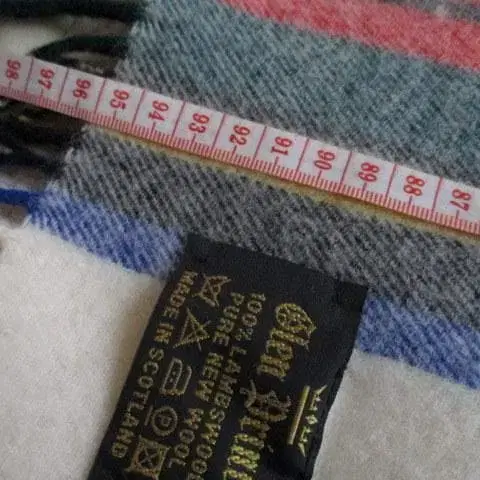 98 97 96 95 94 93 92 91 90 89 88 87
Glen
100% LAMBSWOOL
PURE NEW WOOL
MADE IN SCOTLAND